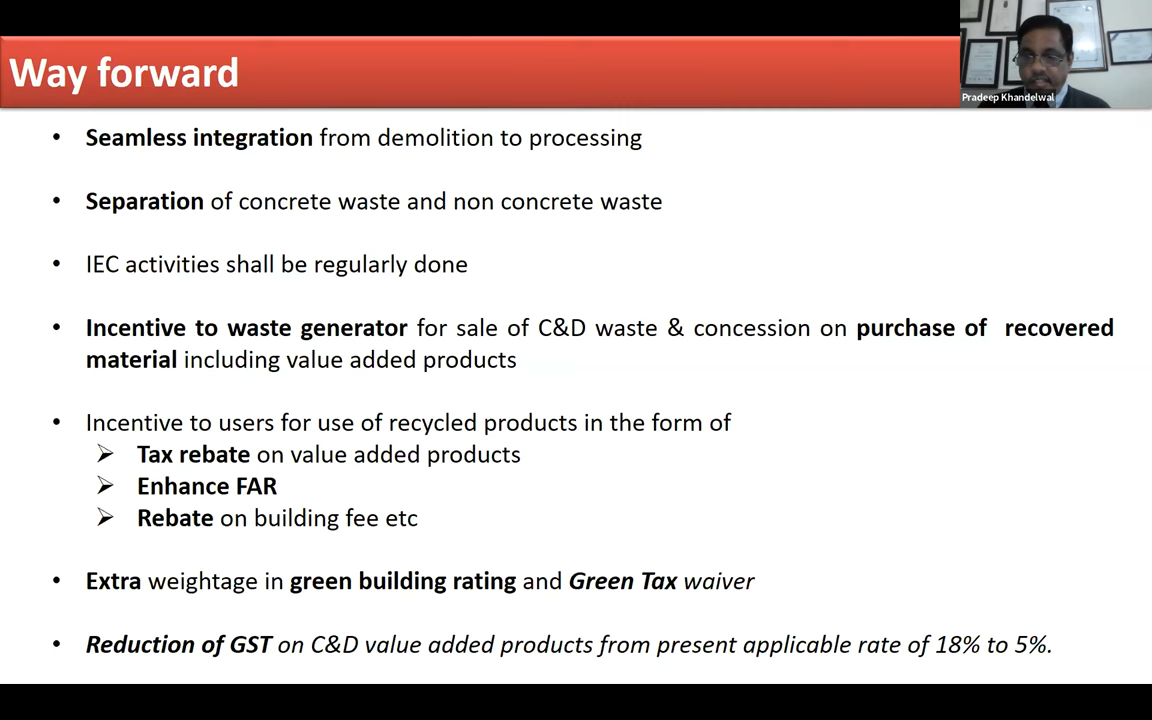 Way forward
Pradeep Khandelwal
• Seamless integration from demolition to processing
• Separation of concrete waste and non concrete waste
• IEC activities shall be regularly done
• Incentive to waste generator for sale of C&D waste & concession on purchase of recovered
material including value added products
• Incentive to users for use of recycled products in the form of
➢ Tax rebate on value added products
➢ Enhance FAR
➢ Rebate on building fee etc
• Extra weightage in green building rating and Green Tax waiver
• Reduction of GST on C&D value added products from present applicable rate of 18% to 5%.